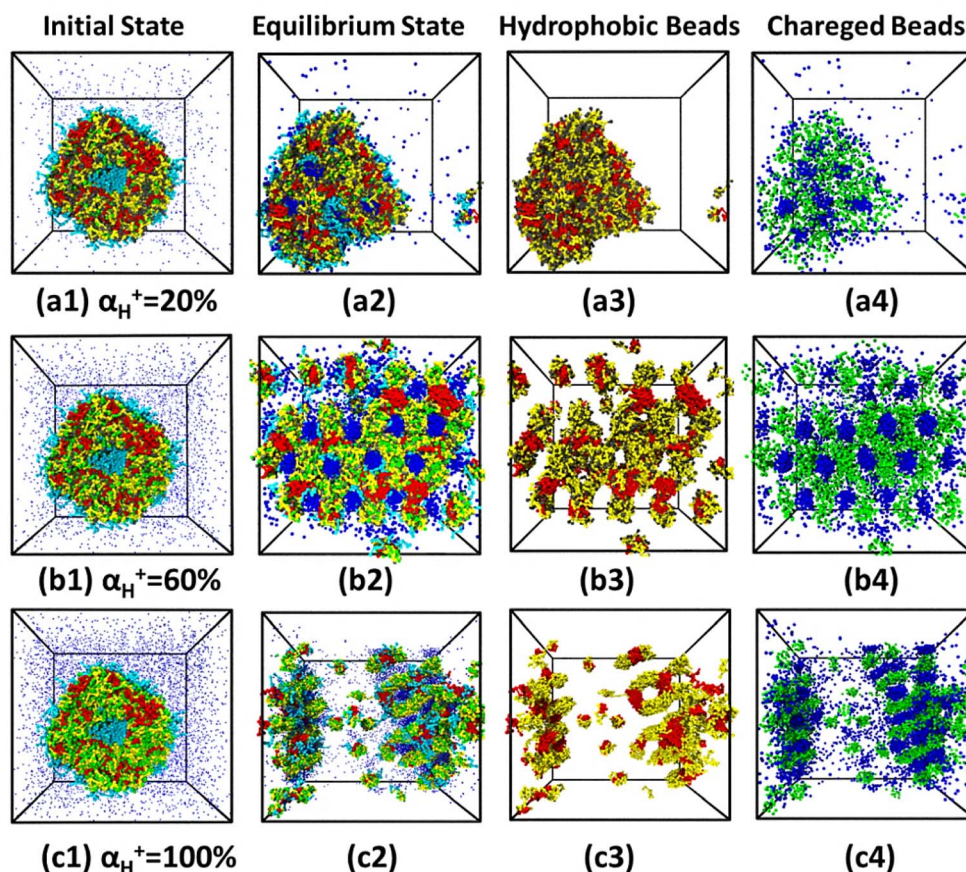 Initial State Equilibrium State Hydrophobic Beads Chareged Beads
(a1) αH+=20% (a2) (a3) (a4)
(b1) αH+=60% (b2) (b3) (b4)
(c1) αH+=100% (c2) (c3) (c4)